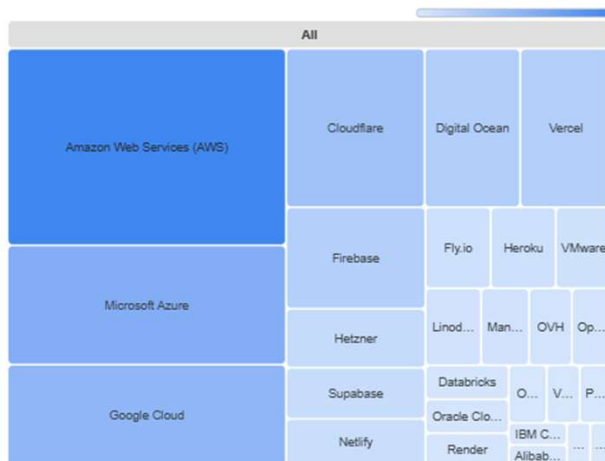 All
Amazon Web Services (AWS)
Microsoft Azure
Google Cloud
Cloudflare
Firebase
Hetzner
Supabase
Netlify
Digital Ocean
Vercel
Fly.io
Heroku
VMware
Linod...
Man...
OVH
Op...
Databricks
Oracle Clo...
Render
O...
V...
P...
IBM C...
Alibab...
...
...